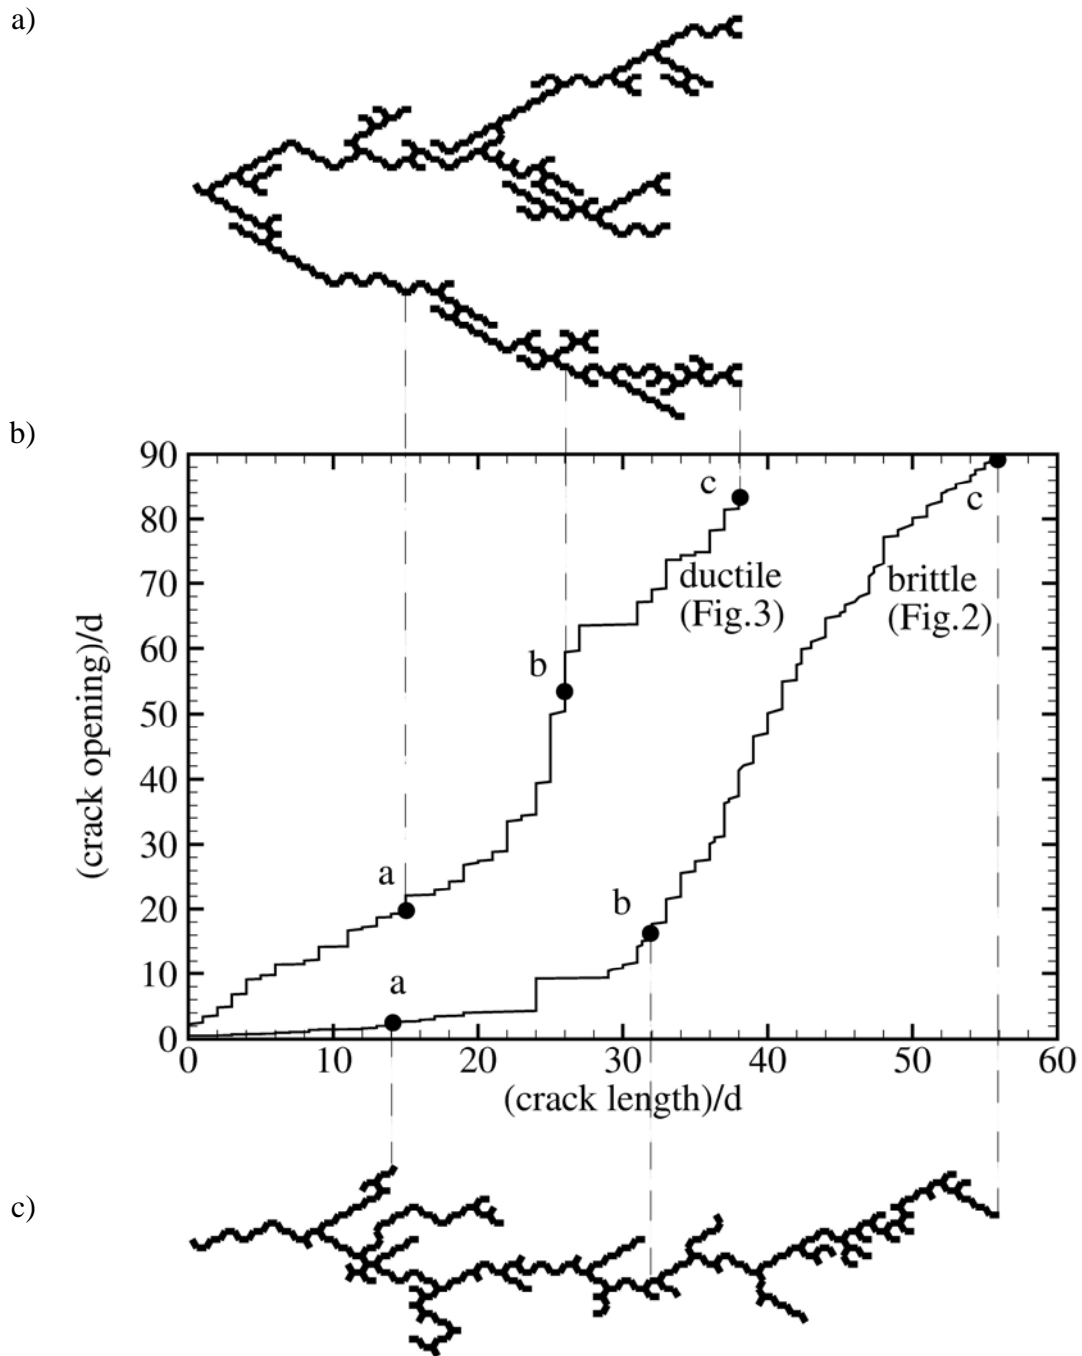 a)
b)
90
80
70
60
50
40
30
20
10
0
(crack opening)/d
c
ductile
(Fig.3)
b
a
c
brittle
(Fig.2)
b
a
0 10 20 30 40 50 60
(crack length)/d
c)